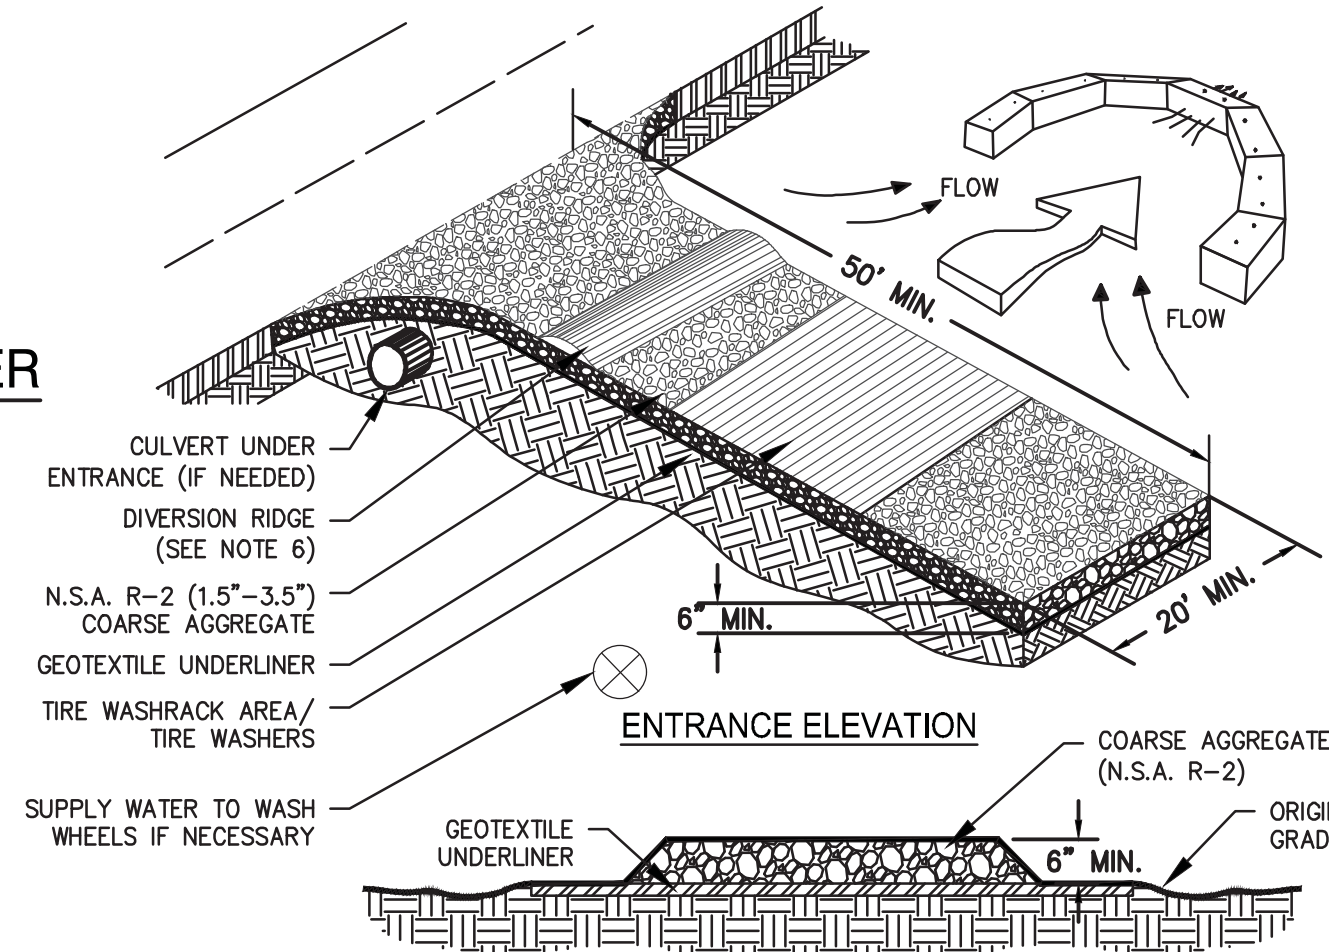 FLOW
50' MIN.
FLOW
ER
CULVERT UNDER
ENTRANCE (IF NEEDED)
DIVERSION RIDGE
(SEE NOTE 6)
N.S.A. R-2 (1.5"-3.5")
COARSE AGGREGATE
GEOTEXTILE UNDERLINER
TIRE WASHRACK AREA/
TIRE WASHERS
SUPPLY WATER TO WASH
WHEELS IF NECESSARY
6" MIN.
20' MIN.
ENTRANCE ELEVATION
COARSE AGGREGATE
(N.S.A. R-2)
GEOTEXTILE
UNDERLINER
6" MIN.
ORIGI
GRAD